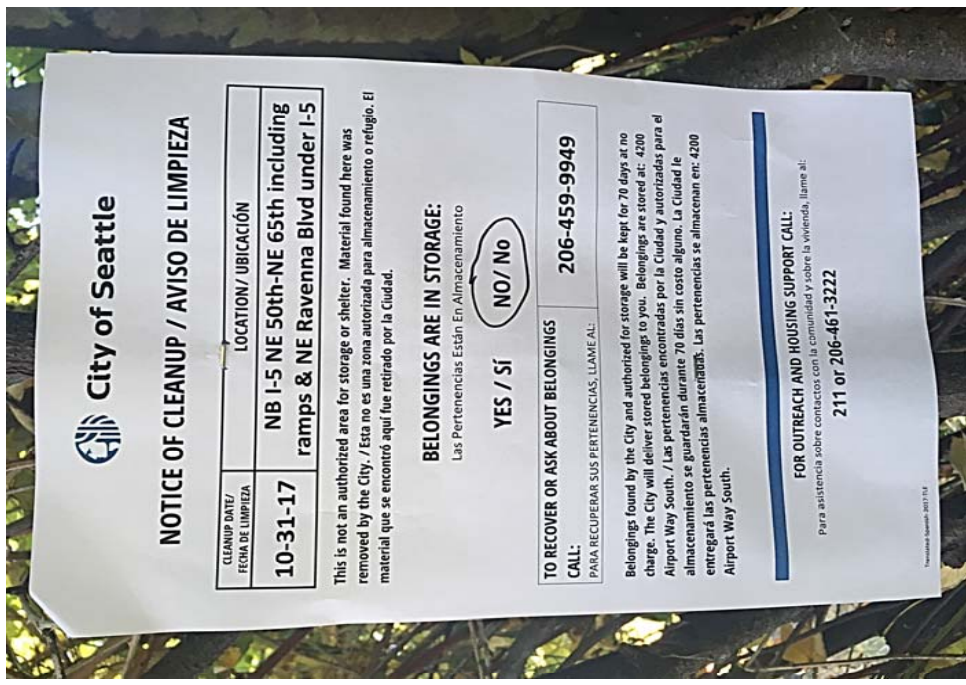 City of Seattle
NOTICE OF CLEANUP / AVISO DE LIMPIEZA
CLEANUP DATE/
FECHA DE LIMPIEZA
LOCATION/ UBICACIÓN
10-31-17
NB I-5 NE 50th-NE 65th including
ramps & NE Ravenna Blvd under I-5
This is not an authorized area for storage or shelter. Material found here was
removed by the City. / Esta no es una zona autorizada para almacenamiento o refugio. El
material que se encontró aquí fue retirado por la Ciudad.
BELONGINGS ARE IN STORAGE:
Las Pertenencias Están En Almacenamiento
YES / SÍ NO/ No
TO RECOVER OR ASK ABOUT BELONGINGS
CALL:
PARA RECUPERAR SUS PERTENENCIAS, LLAME AL:
206-459-9949
Belongings found by the City and authorized for storage will be kept for 70 days at no
charge. The City will deliver stored belongings to you. Belongings are stored at: 4200
Airport Way South. / Las pertenencias encontradas por la Ciudad y autorizadas para el
almacenamiento se guardarán durante 70 días sin costo alguno. La Ciudad le
entregará las pertenencias almacenadas. Las pertenencias se almacenan en: 4200
Airport Way South.
FOR OUTREACH AND HOUSING SUPPORT CALL:
Para asistencia sobre contactos con la comunidad y sobre la vivienda, llame al:
211 or 206-461-3222
Translated-Spanish-2017-TLE